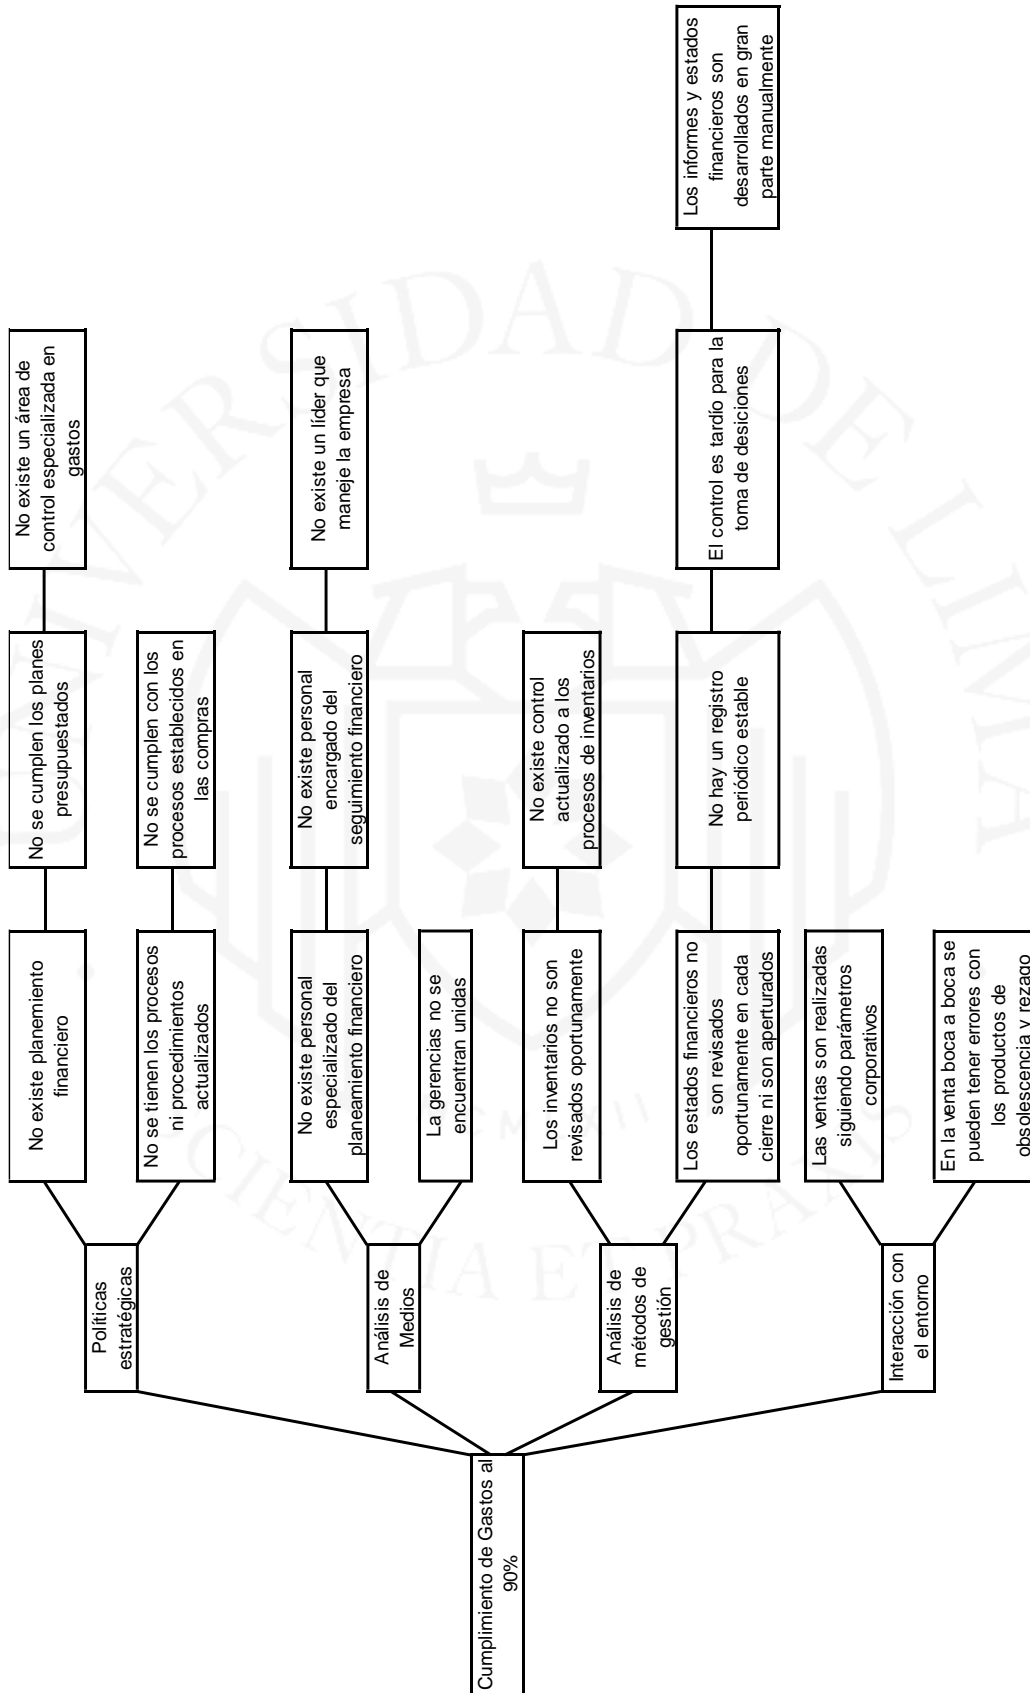 Cumplimiento de Gastos al
90%
Políticas
estratégicas
No existe planemiento
financiero
No se cumplen los planes
presupuestados
No existe un área de
control especializada en
gastos
No se tienen los procesos
ni procedimientos
actualizados
No se cumplen con los
procesos establecidos en
las compras
Análisis de
Medios
No existe personal
especializado del
planeamiento financiero
No existe personal
encargado del
seguimiento financiero
No existe un líder que
maneje la empresa
La gerencias no se
encuentran unidas
Análisis de
métodos de
gestión
Los inventarios no son
revisados oportunamente
No existe control
actualizado a los
procesos de inventarios
Los estados financieros no
son revisados
oportunamente en cada
cierre ni son aperturados
No hay un registro
periódico estable
El control es tardío para la
toma de desiciones
Los informes y estados
financieros son
desarrollados en gran
parte manualmente
Interacción con
el entorno
Las ventas son realizadas
siguiendo parámetros
corporativos
En la venta boca a boca se
pueden tener errores con
los productos de
obsolescencia y rezago
UNIVERSIDAD DE LIMA
SCIENTIA ET PRAXIS